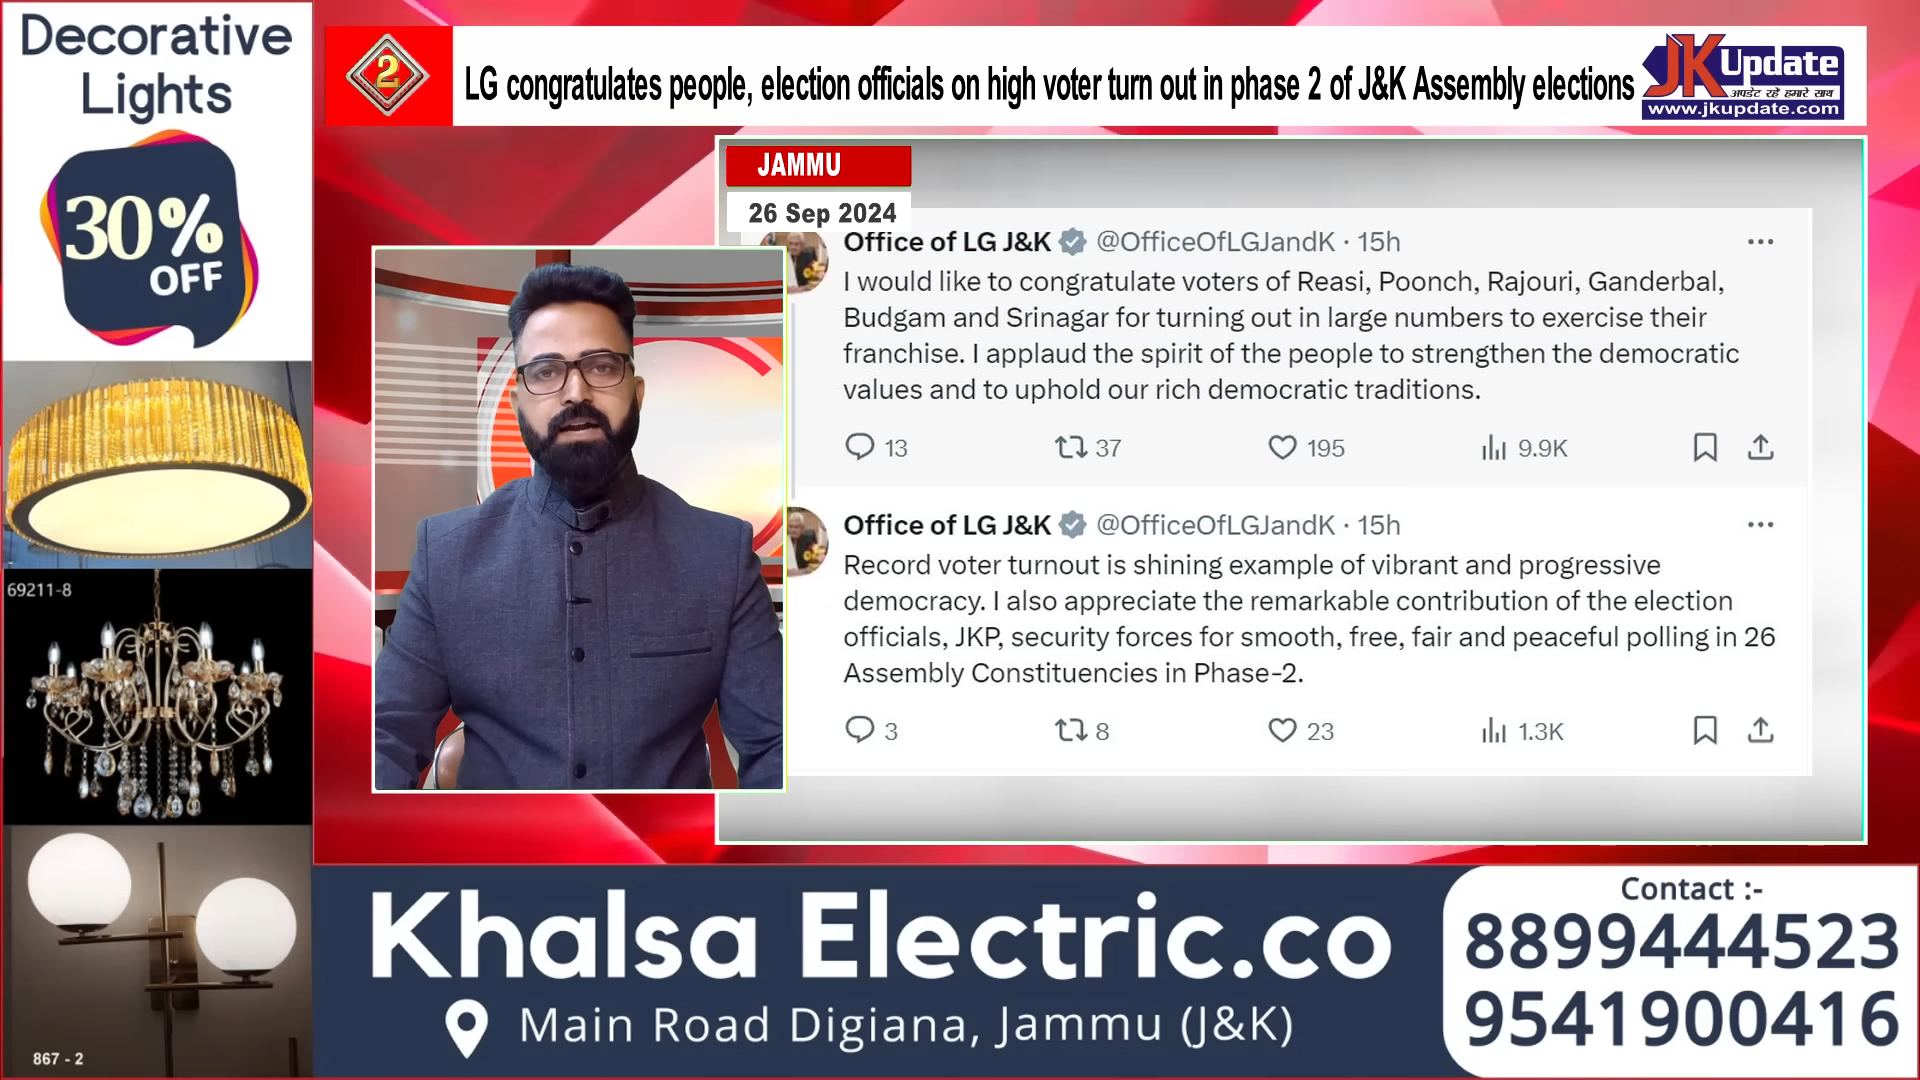 Decorative
Lights
30%
OFF
69211-8
867 - 2
2
LG congratulates people, election officials on high voter turn out in phase 2 of J&K Assembly elections
JK Update
अपडेट रहे हमारे साथ
www.jkupdate.com
JAMMU
26 Sep 2024
Office of LG J&K @OfficeOfLGJandK · 15h
I would like to congratulate voters of Reasi, Poonch, Rajouri, Ganderbal,
Budgam and Srinagar for turning out in large numbers to exercise their
franchise. I applaud the spirit of the people to strengthen the democratic
values and to uphold our rich democratic traditions.
13 37 195 9.9K
Office of LG J&K @OfficeOfLGJandK · 15h
Record voter turnout is shining example of vibrant and progressive
democracy. I also appreciate the remarkable contribution of the election
officials, JKP, security forces for smooth, free, fair and peaceful polling in 26
Assembly Constituencies in Phase-2.
3 8 23 1.3K
Khalsa Electric.co
Main Road Digiana, Jammu (J&K)
Contact :-
8899444523
9541900416